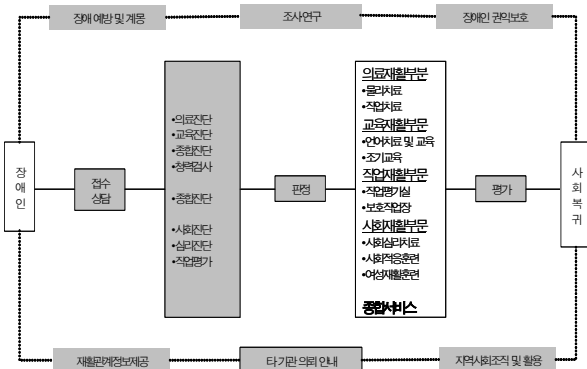 장애 예방 및 계몽
조사연구
장애인 권익보호
장애인
접수
상담
•의료진단
•교육진단
•종합진단
•청력검사
•종합진단
•사회진단
•심리진단
•직업평가
판정
의료재활부분
•물리치료
•작업치료
교육재활부문
•언어치료 및 교육
•조기교육
직업재활부문
•직업평가실
•보호작업장
사회재활부문
•사회심리치료
•사회적응훈련
•여성재활훈련
종합서비스
평가
사회복귀
재활관계정보제공
타 기관 의뢰 안내
지역사회조직 및 활용